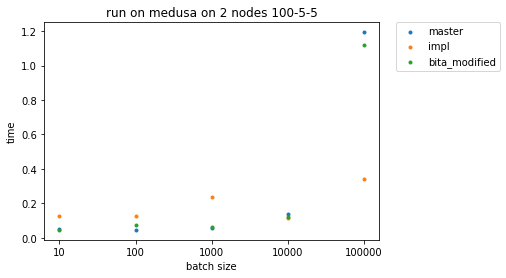 run on medusa on 2 nodes 100-5-5
master
impl
bita_modified
1.2
1.0
0.8
0.6
0.4
0.2
0.0
time
10 100 1000 10000 100000
batch size